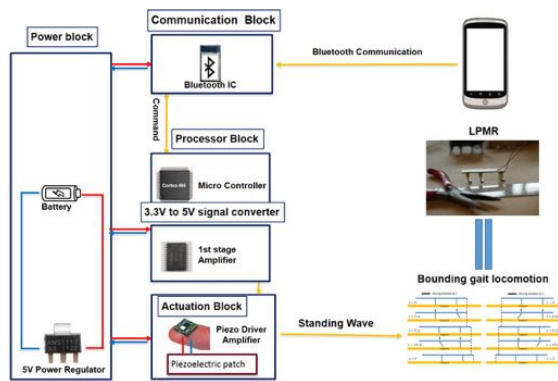 Communication Block
Power block
Bluetooth IC
Bluetooth Communication
Command
LPMR
Processor Block
Cortex-M4
Micro Controller
Battery
3.3V to 5V signal converter
1st stage
Amplifier
Bounding gait locomotion
Actuation Block
Piezo Driver
Amplifier
Standing Wave
Piezoelectric patch
5V Power Regulator